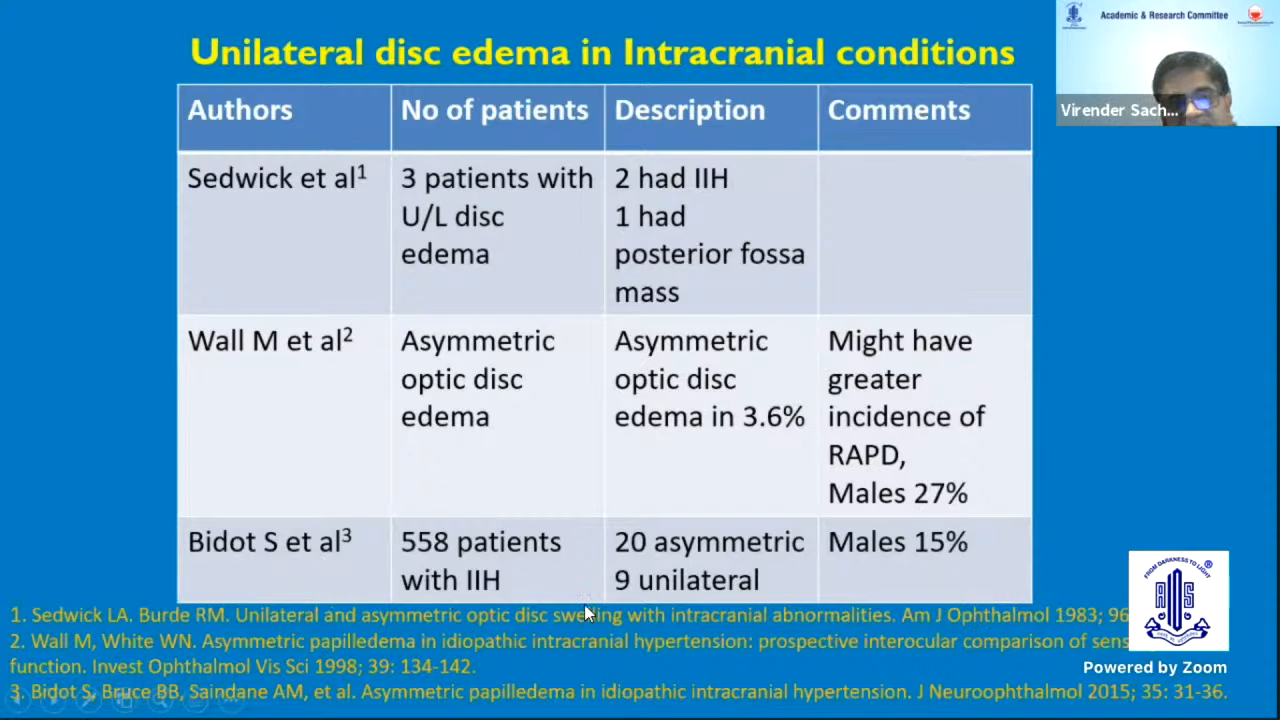 Academic & Research Committee
Virender Sach...
Unilateral disc edema in Intracranial conditions
Authors
No of patients
Description
Comments
Sedwick et al1
3 patients with
U/L disc
edema
2 had IIH
1 had
posterior fossa
mass
Wall M et al2
Asymmetric
optic disc
edema
Asymmetric
optic disc
edema in 3.6%
Might have
greater
incidence of
RAPD,
Males 27%
Bidot S et al3
558 patients
with IIH
20 asymmetric
9 unilateral
Males 15%
1. Sedwick LA. Burde RM. Unilateral and asymmetric optic disc swelling with intracranial abnormalities. Am J Ophthalmol 1983; 96
2. Wall M, White WN. Asymmetric papilledema in idiopathic intracranial hypertension: prospective interocular comparison of sens
function. Invest Ophthalmol Vis Sci 1998; 39: 134-142.
3. Bidot S, Bruce BB, Saindane AM, et al. Asymmetric papilledema in idiopathic intracranial hypertension. J Neuroophthalmol 2015; 35: 31-36.
FROM DARKNESS TO LIGHT
AIOS
Powered by Zoom